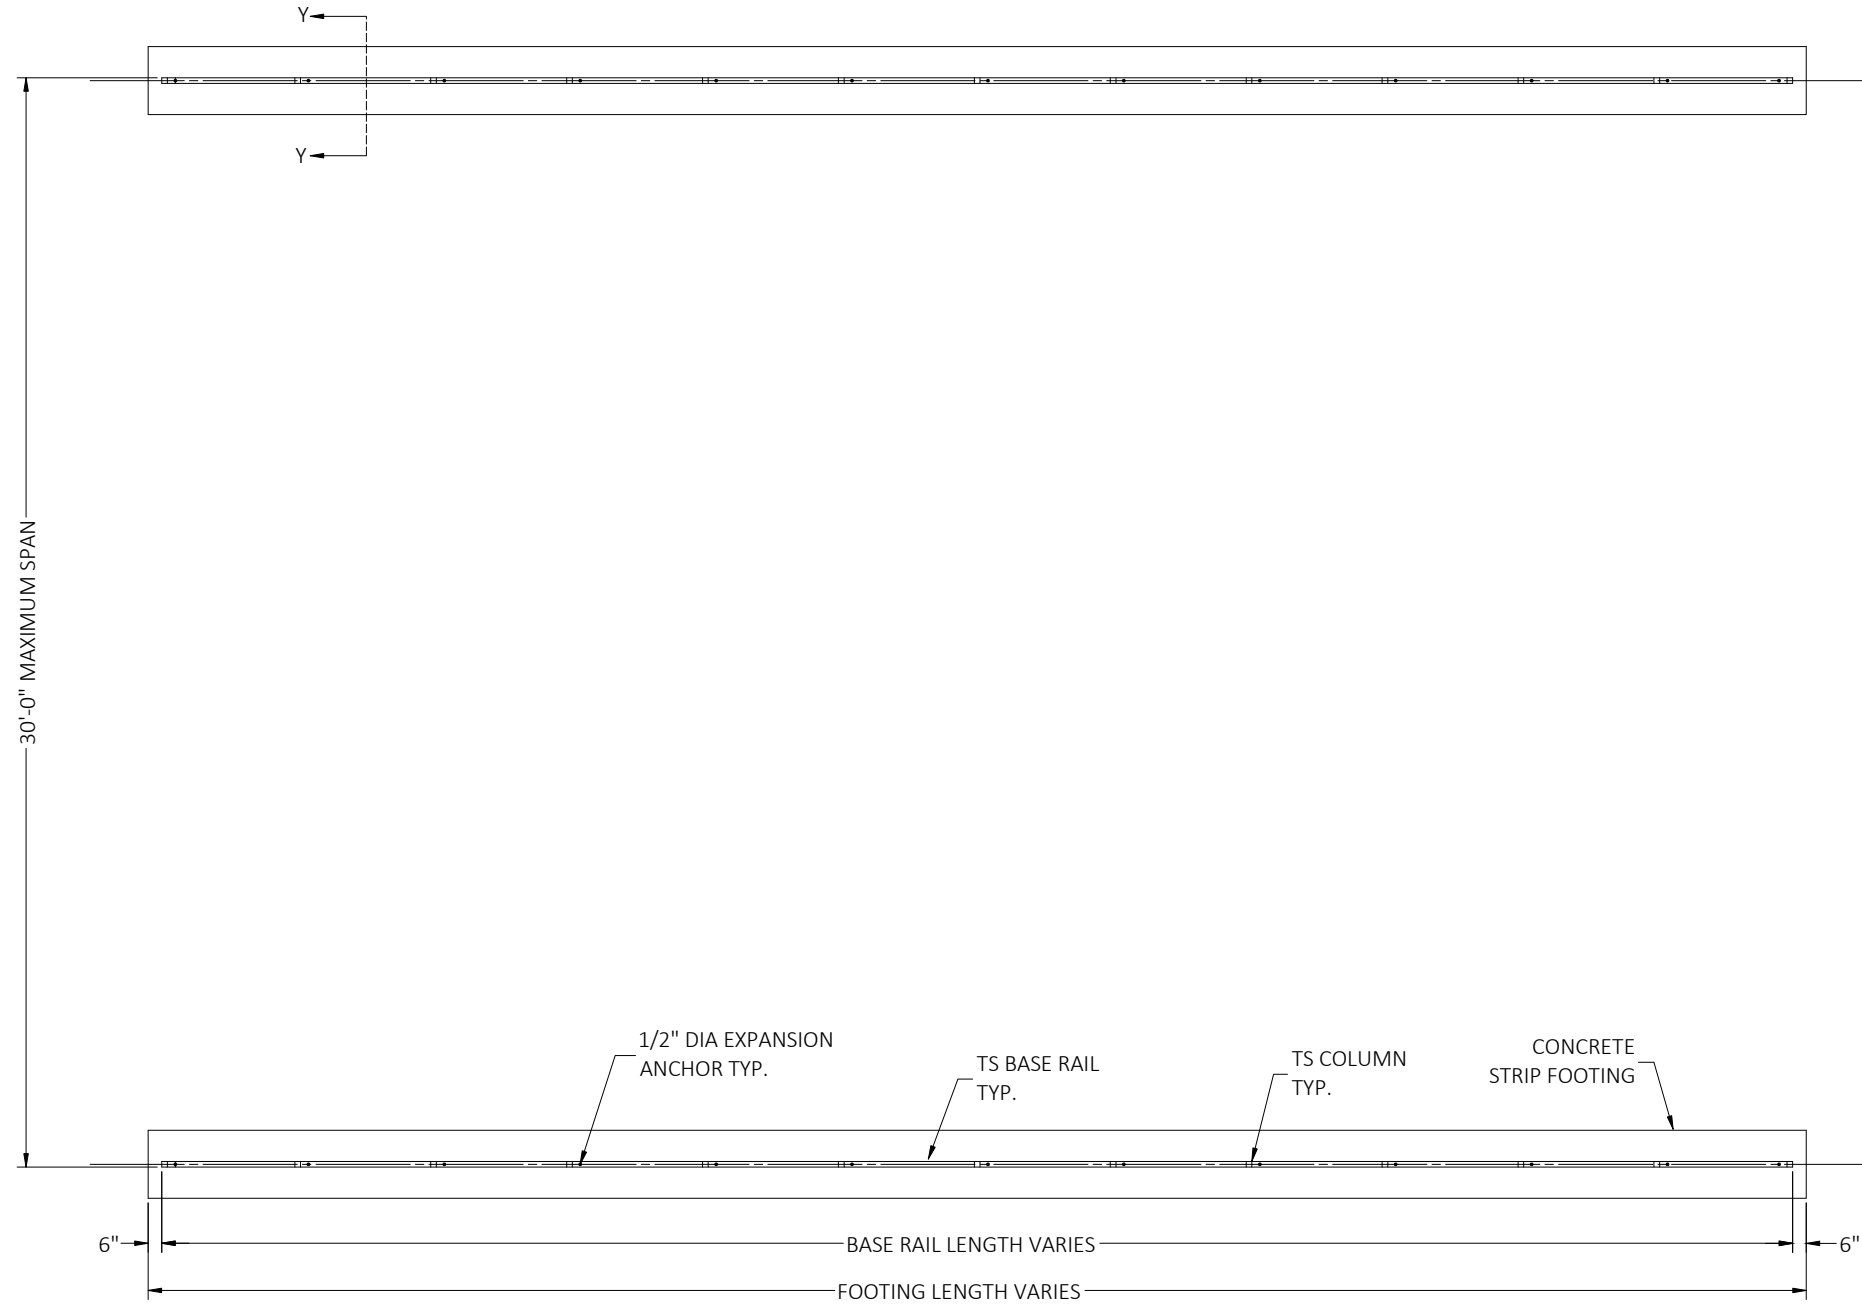 Y
Y
30'-0" MAXIMUM SPAN
1/2" DIA EXPANSION
ANCHOR TYP.
TS BASE RAIL
TYP.
TS COLUMN
TYP.
CONCRETE
STRIP FOOTING
6"
BASE RAIL LENGTH VARIES
6"
FOOTING LENGTH VARIES